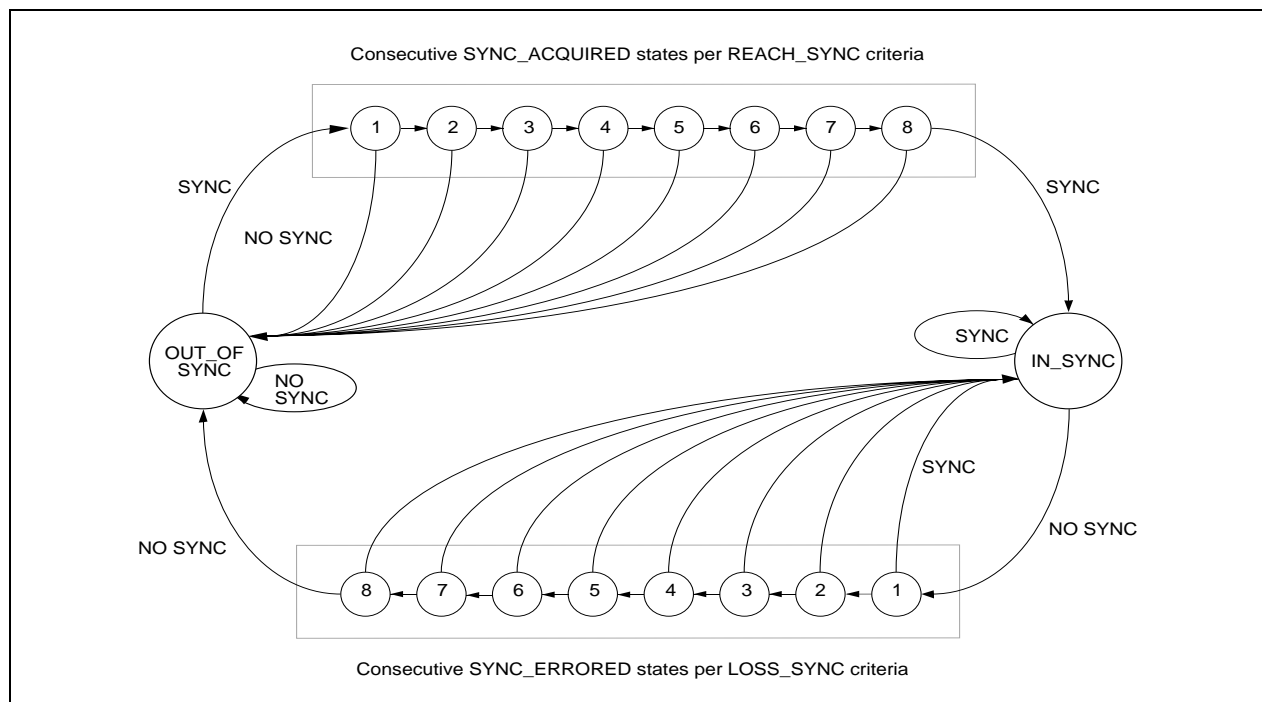 Consecutive SYNC_ACQUIRED states per REACH_SYNC criteria
1 2 3 4 5 6 7 8
SYNC
SYNC
NO SYNC
OUT_OF
SYNC
NO
SYNC
SYNC
IN_SYNC
SYNC
NO SYNC
NO SYNC
8 7 6 5 4 3 2 1
Consecutive SYNC_ERRORED states per LOSS_SYNC criteria